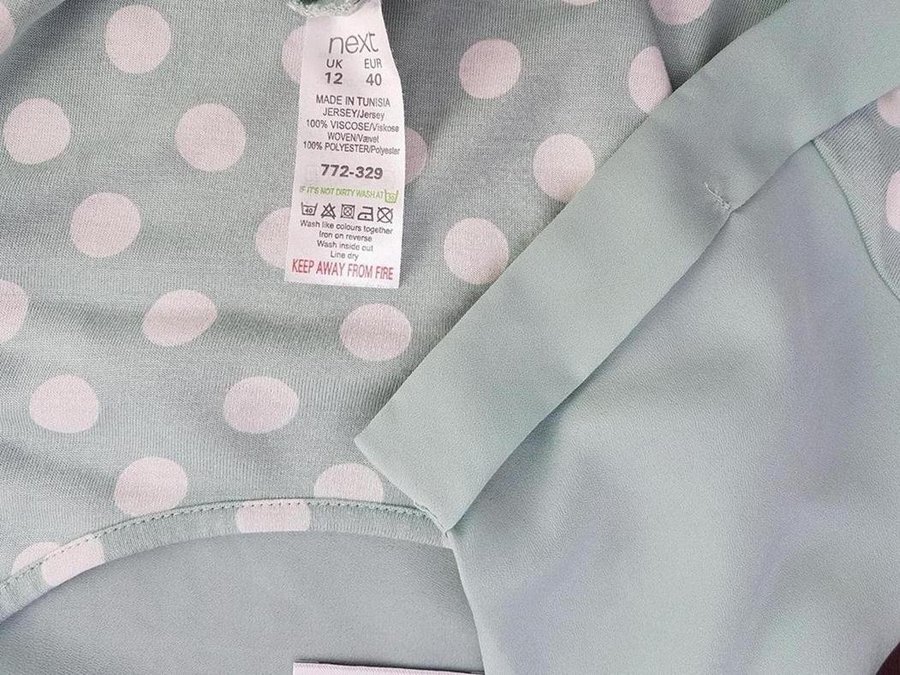 next
UK EUR
12 40
MADE IN TUNISIA
JERSEY/Jersey
100% VISCOSE/Viskose
WOVEN/Vævet
100% POLYESTER/Polyester
772-329
IF IT'S NOT DIRTY WASH AT 30
40
Wash like colours together
Iron on reverse
Wash inside out
Line dry
KEEP AWAY FROM FIRE